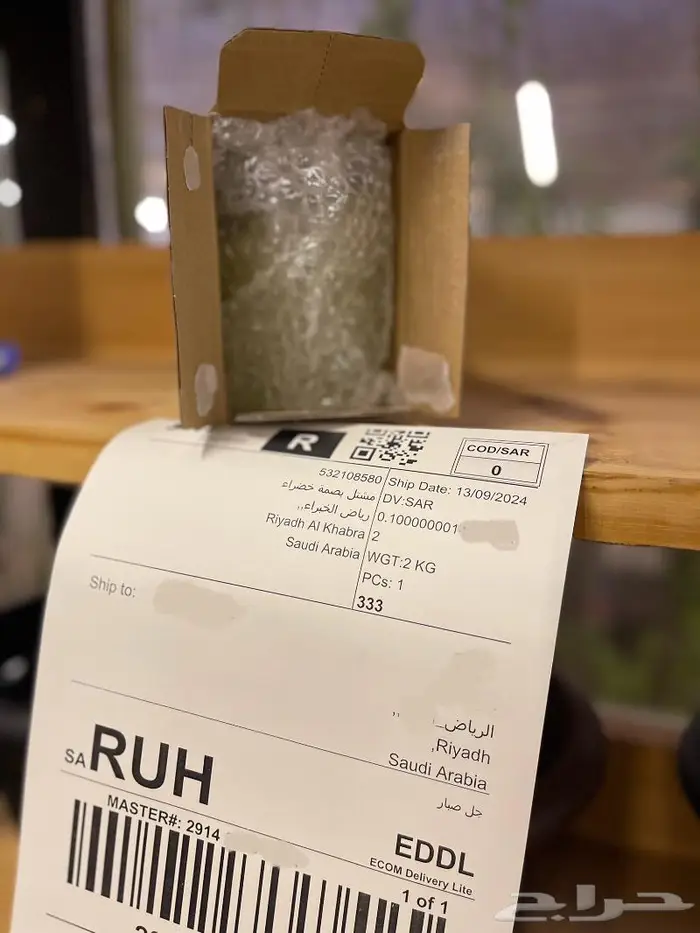 R
COD/SAR
0
532108580
مشتل بصمة خضراء
رياض الخبراء,,
Riyadh Al Khabra
Saudi Arabia
Ship Date: 13/09/2024
DV:SAR
0.100000001
2
WGT:2 KG
PCs: 1
333
Ship to:
الرياض
Riyadh,
Saudi Arabia
جل صبار
SA RUH
MASTER#: 2914
EDDL
ECOM Delivery Lite
1 of 1
حراج